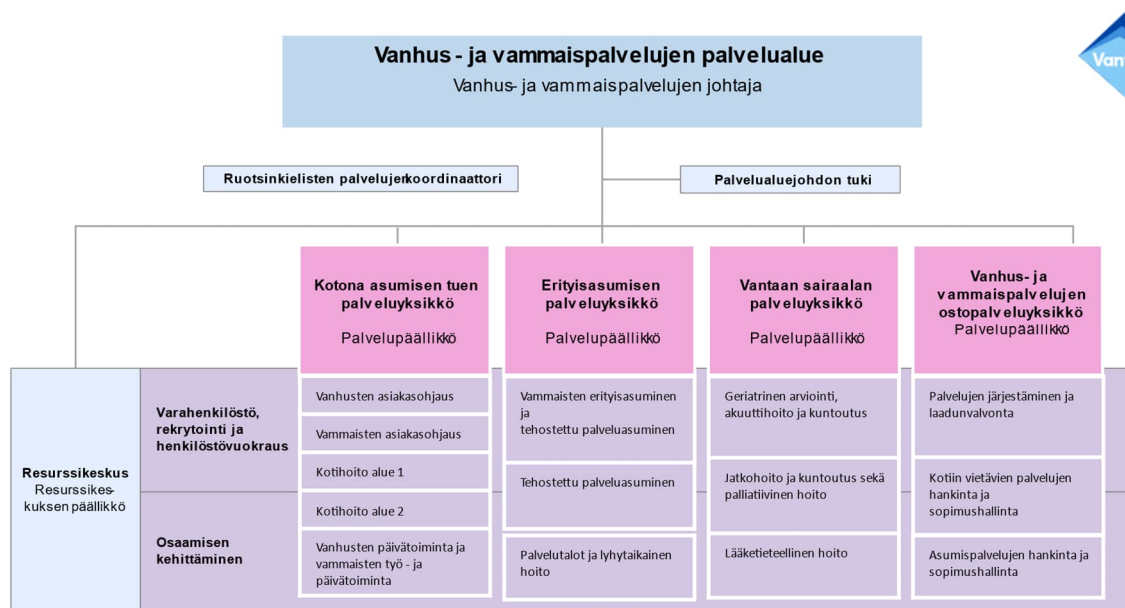 Vanhus - ja vammaispalvelujen palvelualue
Vanhus- ja vammaispalvelujen johtaja
Vant
Ruotsinkielisten palvelujenkoordinaattori
Palvelualuejohdon tuki
Kotona asumisen tuen
palveluyksikkö
Palvelupäällikkö
Erityisasumisen
palveluyksikkö
Palvelupäällikkö
Vantaan sairaalan
palveluyksikkö
Palvelupäällikkö
Vanhus- ja
vammaispalvelujen
ostopalveluyksikkö
Palvelupäällikkö
Resurssikeskus
Resurssikes-
kuksen päällikkö
Varahenkilöstö,
rekrytointi ja
henkilöstövuokraus
Osaamisen
kehittäminen
Vanhusten asiakasohjaus
Vammaisten asiakasohjaus
Kotihoito alue 1
Kotihoito alue 2
Vanhusten päivätoiminta ja
vammaisten työ - ja
päivätoiminta
Vammaisten erityisasuminen
ja
tehostettu palveluasuminen
Tehostettu palveluasuminen
Palvelutalot ja lyhytaikainen
hoito
Geriatrinen arviointi,
akuuttihoito ja kuntoutus
Jatkohoito ja kuntoutus sekä
palliatiivinen hoito
Lääketieteellinen hoito
Palvelujen järjestäminen ja
laadunvalvonta
Kotiin vietävien palvelujen
hankinta ja
sopimushallinta
Asumispalvelujen hankinta ja
sopimushallinta